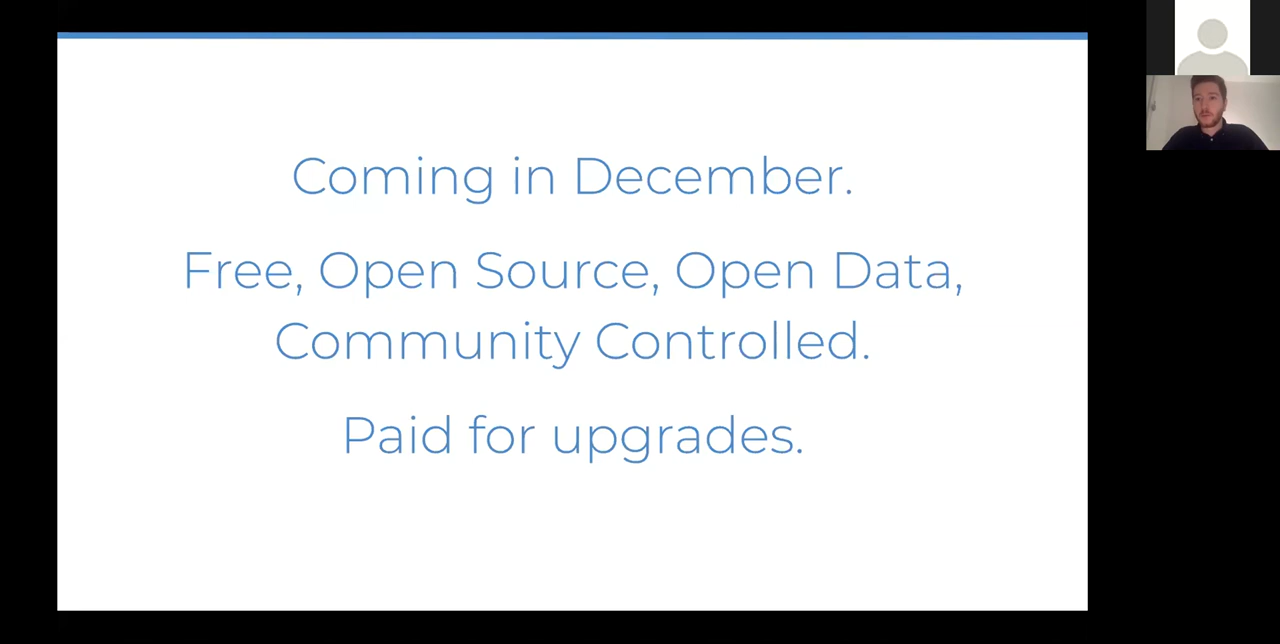 Coming in December.
Free, Open Source, Open Data,
Community Controlled.
Paid for upgrades.